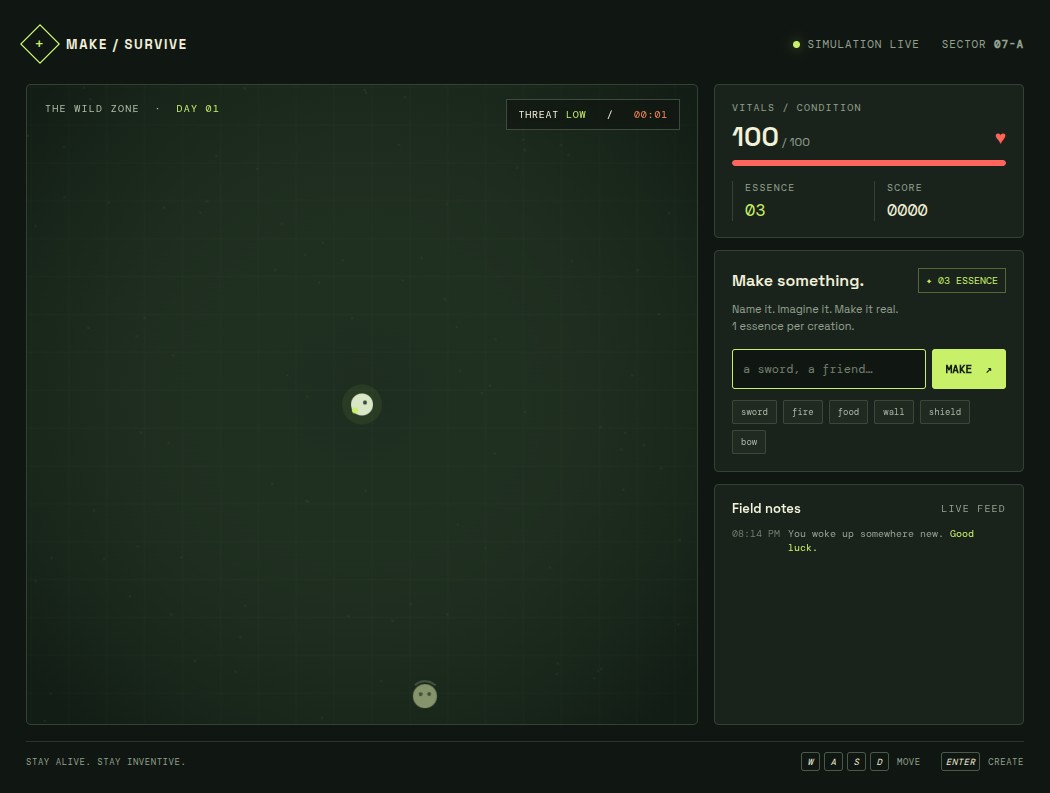 + MAKE / SURVIVE
SIMULATION LIVE SECTOR 07-A
THE WILD ZONE · DAY 01
THREAT LOW / 00:01
VITALS / CONDITION
100 / 100 ♥
ESSENCE SCORE
03 0000
Make something. ✦ 03 ESSENCE
Name it. Imagine it. Make it real.
1 essence per creation.
a sword, a friend… MAKE ↗
sword fire food wall shield
bow
Field notes LIVE FEED
08:14 PM You woke up somewhere new. Good
luck.
STAY ALIVE. STAY INVENTIVE. W A S D MOVE ENTER CREATE